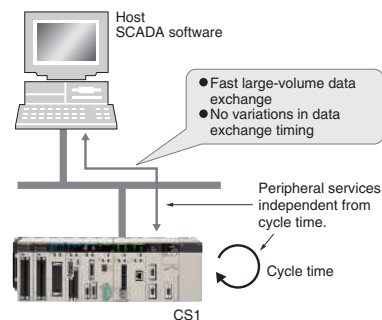 Host
SCADA software
●Fast large-volume data
exchange
●No variations in data
exchange timing
Peripheral services
independent from
cycle time.
Cycle time
CS1